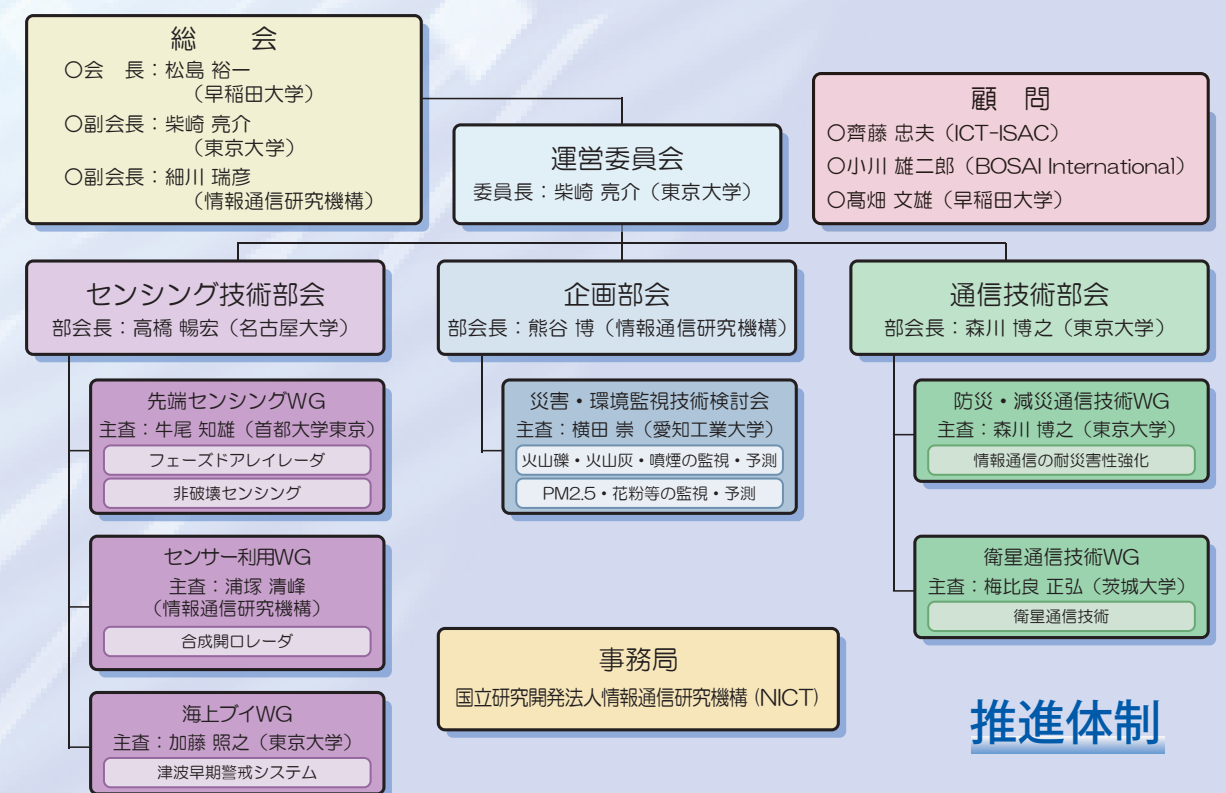 総　会
○会　長：松島 裕一
（早稲田大学）
○副会長：柴崎 亮介
（東京大学）
○副会長：細川 瑞彦
（情報通信研究機構）
運営委員会
委員長：柴崎 亮介（東京大学）
顧　問
○齊藤 忠夫（ICT-ISAC）
○小川 雄二郎（BOSAI International）
○髙畑 文雄（早稲田大学）
センシング技術部会
部会長：高橋 暢宏（名古屋大学）
先端センシングWG
主査：牛尾 知雄（首都大学東京）
フェーズドアレイレーダ
非破壊センシング
センサー利用WG
主査：浦塚 清峰
（情報通信研究機構）
合成開口レーダ
海上ブイWG
主査：加藤 照之（東京大学）
津波早期警戒システム
企画部会
部会長：熊谷 博（情報通信研究機構）
災害・環境監視技術検討会
主査：横田 崇（愛知工業大学）
火山礫・火山灰・噴煙の監視・予測
PM2.5・花粉等の監視・予測
通信技術部会
部会長：森川 博之（東京大学）
防災・減災通信技術WG
主査：森川 博之（東京大学）
情報通信の耐災害性強化
衛星通信技術WG
主査：梅比良 正弘（茨城大学）
衛星通信技術
事務局
国立研究開発法人情報通信研究機構 (NICT)
推進体制